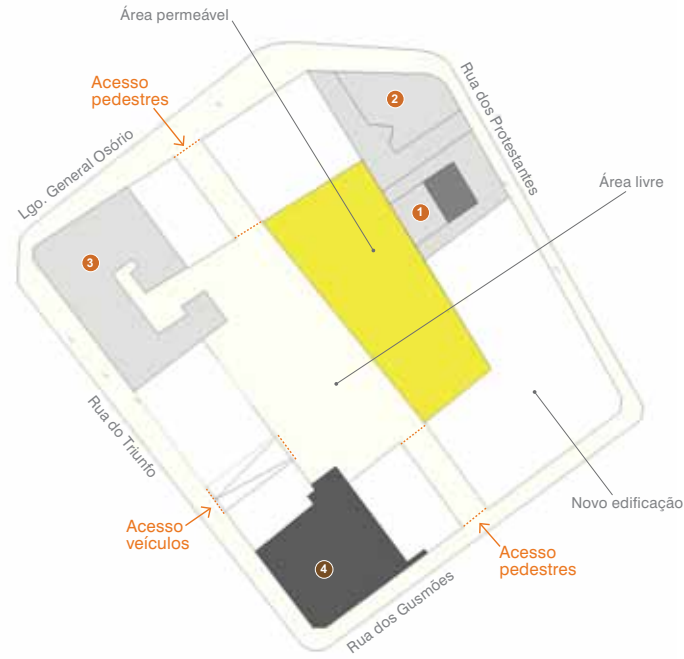 Área permeável
Acesso
pedestres
Lgo. General Osório
Rua dos Protestantes
2
Área livre
1
3
Rua do Triunfo
Novo edificação
Acesso
veículos
Acesso
pedestres
4
Rua dos Gusmões